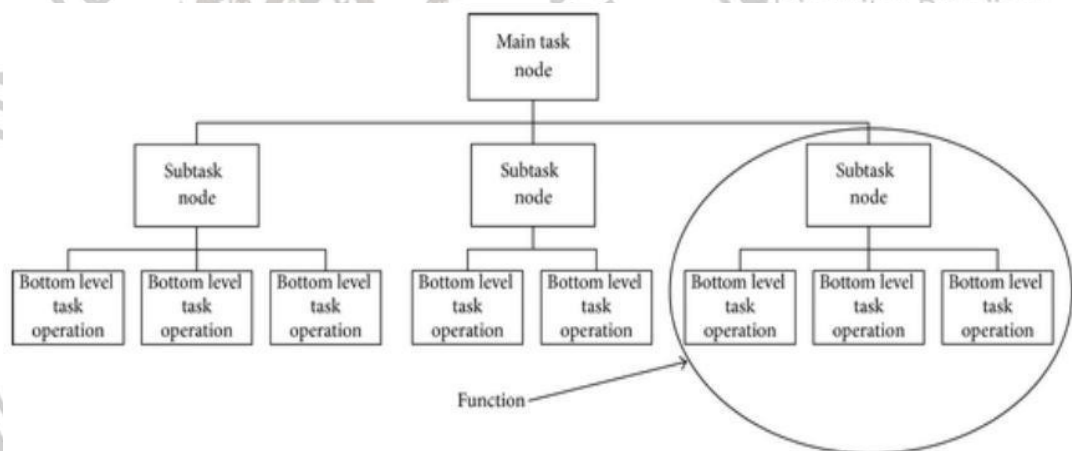 Main task
node
Subtask
node
Subtask
node
Subtask
node
Bottom level
task
operation
Bottom level
task
operation
Bottom level
task
operation
Bottom level
task
operation
Bottom level
task
operation
Bottom level
task
operation
Bottom level
task
operation
Bottom level
task
operation
Function